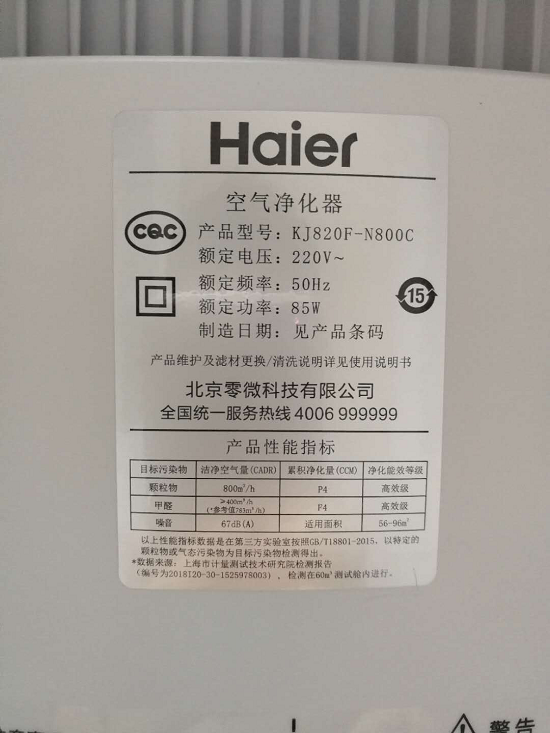 Haier
空气净化器
CQC
产品型号：KJ820F-N800C
额定电压：220V~
额定频率：50Hz
额定功率：85W
15
制造日期：见产品条码
产品维护及滤材更换/清洗说明详见使用说明书
北京零微科技有限公司
全国统一服务热线 4006 999999
产品性能指标
目标污染物 洁净空气量(CADR) 累积净化量(CCM) 净化能效等级
颗粒物 800m³/h P4 高效级
甲醛 >400m³/h (*参考值783m³/h) F4 高效级
噪音 67dB(A) 适用面积 56-96m²
以上性能指标数据是在第三方实验室按照GB/T18801-2015，以特定的
颗粒物或气态污染物为目标污染物检测得出。
*数据来源：上海市计量测试技术研究院检测报告
（编号为2018I20-30-1525978003），检测在60m³测试舱内进行。
警告